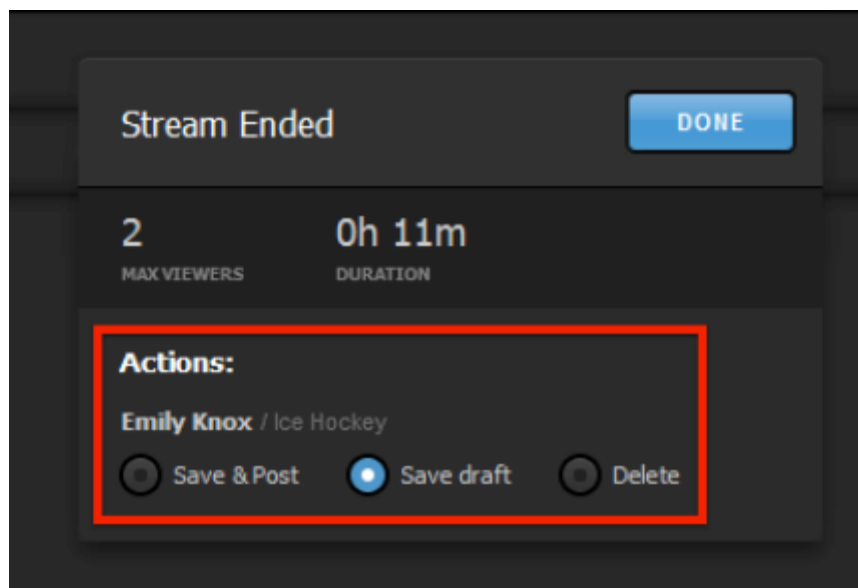 Stream Ended
DONE
2
0h 11m
MAX VIEWERS
DURATION
Actions:
Emily Knox / Ice Hockey
Save & Post
Save draft
Delete